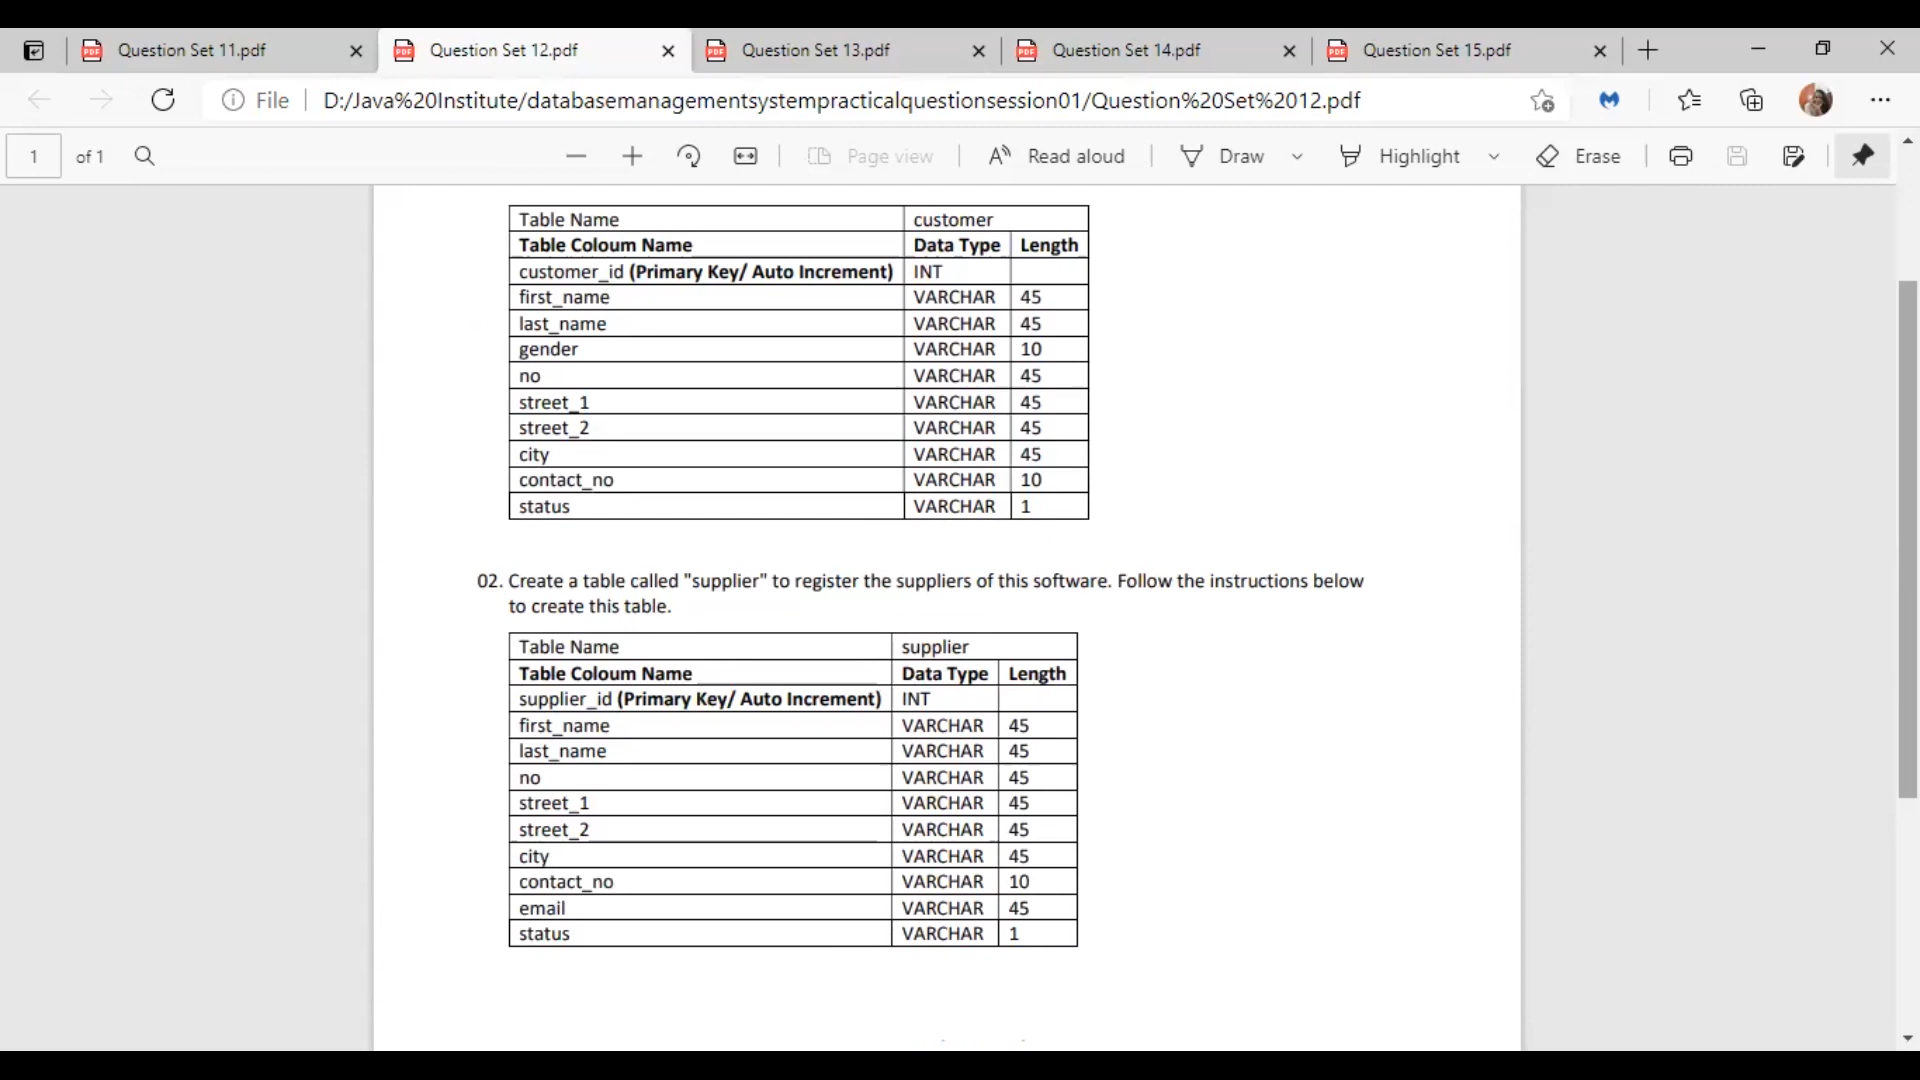 Question Set 11.pdf
Question Set 12.pdf
Question Set 13.pdf
Question Set 14.pdf
Question Set 15.pdf
File
D:/Java%20Institute/databasemanagementsystempracticalquestionsession01/Question%20Set%2012.pdf
1 of 1
Page view
Read aloud
Draw
Highlight
Erase
Table Name customer
Table Coloum Name Data Type Length
customer_id (Primary Key/ Auto Increment) INT
first_name VARCHAR 45
last_name VARCHAR 45
gender VARCHAR 10
no VARCHAR 45
street_1 VARCHAR 45
street_2 VARCHAR 45
city VARCHAR 45
contact_no VARCHAR 10
status VARCHAR 1
02. Create a table called "supplier" to register the suppliers of this software. Follow the instructions below
to create this table.
Table Name supplier
Table Coloum Name Data Type Length
supplier_id (Primary Key/ Auto Increment) INT
first_name VARCHAR 45
last_name VARCHAR 45
no VARCHAR 45
street_1 VARCHAR 45
street_2 VARCHAR 45
city VARCHAR 45
contact_no VARCHAR 10
email VARCHAR 45
status VARCHAR 1